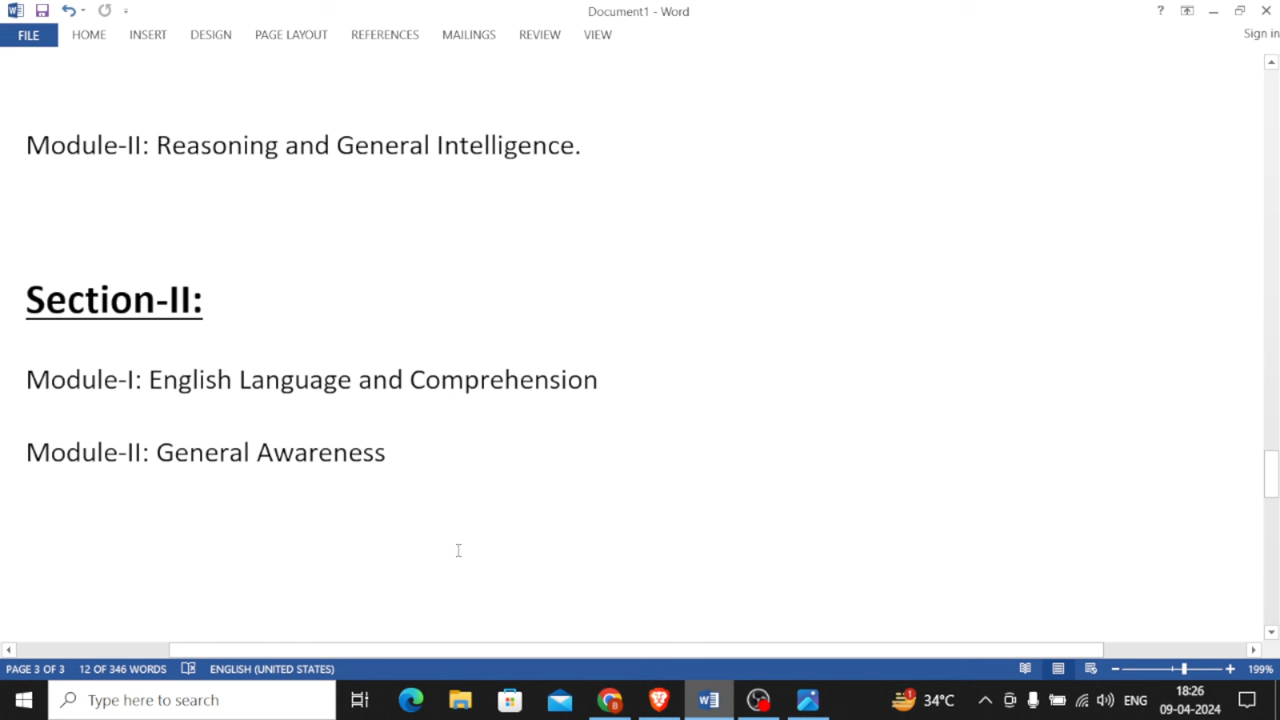 Document1 - Word
?
FILE HOME INSERT DESIGN PAGE LAYOUT REFERENCES MAILINGS REVIEW VIEW
Sign in
Module-II: Reasoning and General Intelligence.
Section-II:
Module-I: English Language and Comprehension
Module-II: General Awareness
PAGE 3 OF 3 12 OF 346 WORDS ENGLISH (UNITED STATES) 199%
Type here to search
34°C
ENG
18:26
09-04-2024